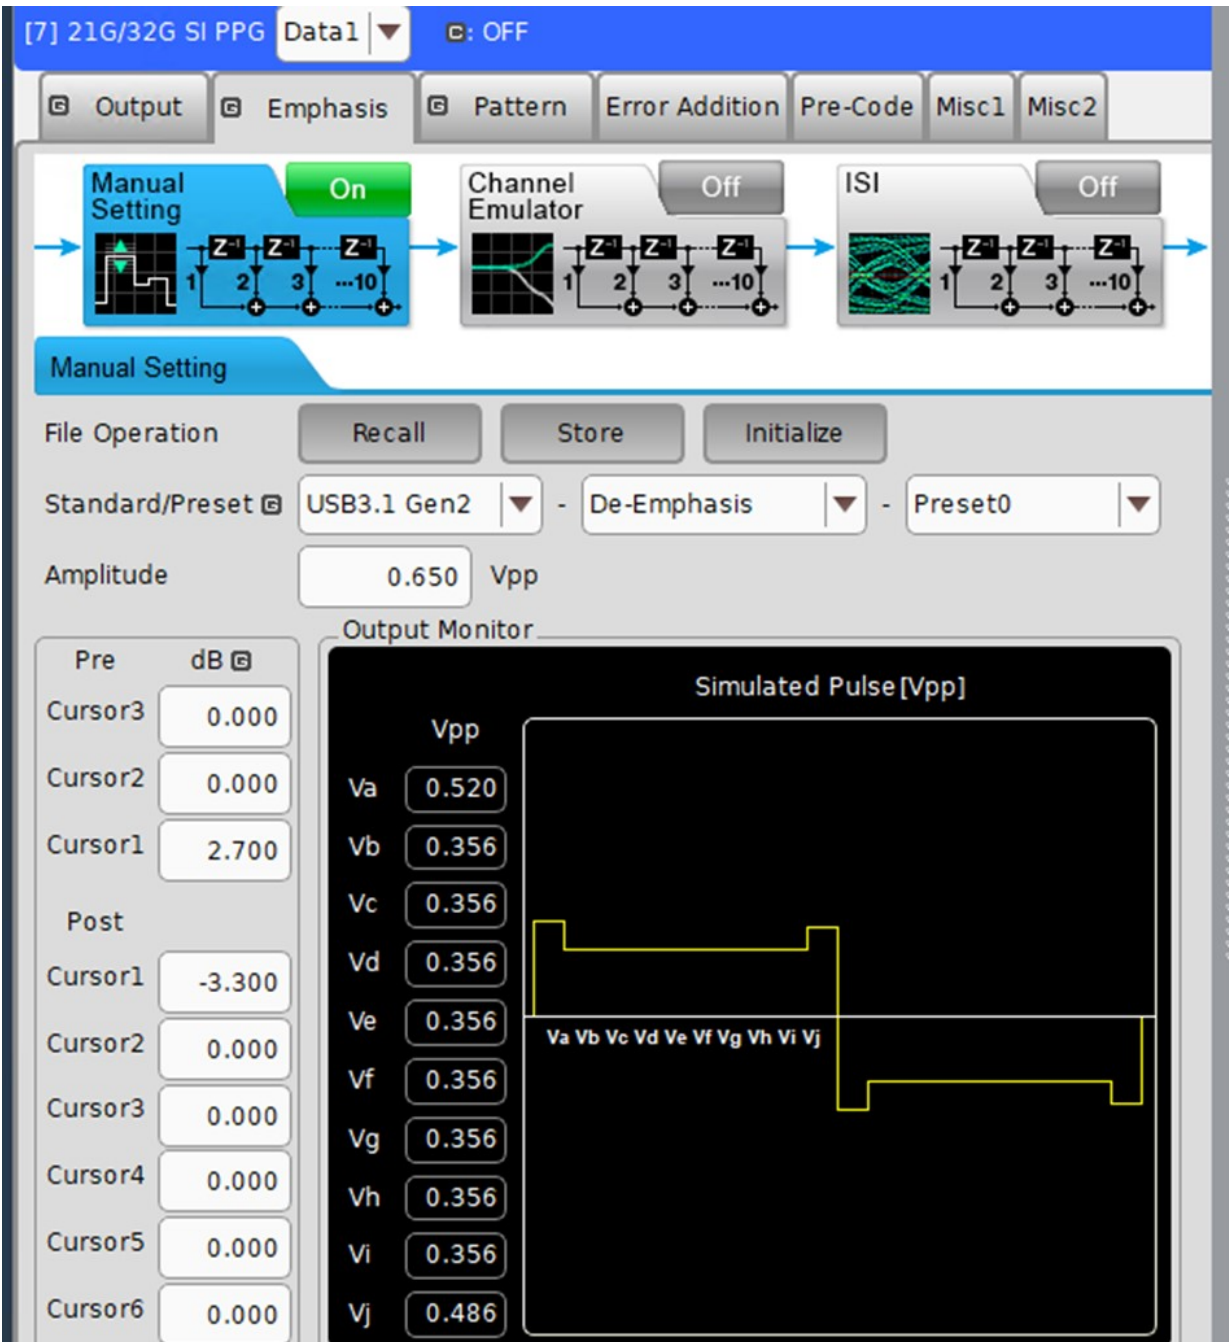 [7] 21G/32G SI PPG Data1 C: OFF
G Output G Emphasis G Pattern Error Addition Pre-Code Misc1 Misc2
Manual Setting On Channel Emulator Off ISI Off
Z-1 Z-1 Z-1 Z-1 Z-1 Z-1 Z-1 Z-1 Z-1
1 2 3 ...10 1 2 3 ...10 1 2 3 ...10
Manual Setting
File Operation Recall Store Initialize
Standard/Preset G USB3.1 Gen2 - De-Emphasis - Preset0
Amplitude 0.650 Vpp
Pre dB G
Cursor3 0.000
Cursor2 0.000
Cursor1 2.700
Post
Cursor1 -3.300
Cursor2 0.000
Cursor3 0.000
Cursor4 0.000
Cursor5 0.000
Cursor6 0.000
Output Monitor
Simulated Pulse[Vpp]
Vpp
Va 0.520
Vb 0.356
Vc 0.356
Vd 0.356
Ve 0.356
Vf 0.356
Vg 0.356
Vh 0.356
Vi 0.356
Vj 0.486
Va Vb Vc Vd Ve Vf Vg Vh Vi Vj